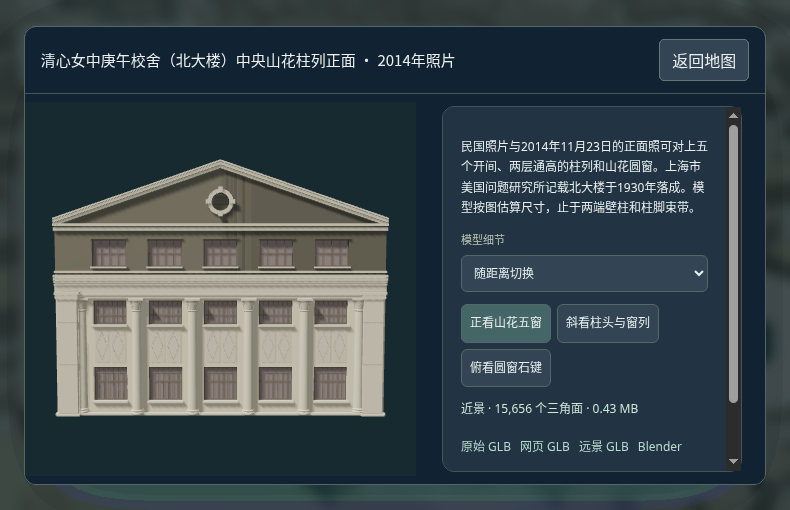 清心女中庚午校舍（北大楼）中央山花柱列正面 · 2014年照片
返回地图
民国照片与2014年11月23日的正面照可对上五
个开间、两层通高的柱列和山花圆窗。上海市
美国问题研究所记载北大楼于1930年落成。模
型按图估算尺寸，止于两端壁柱和柱脚束带。
模型细节
随距离切换
正看山花五窗
斜看柱头与窗列
俯看圆窗石键
近景 · 15,656 个三角面 · 0.43 MB
原始 GLB 网页 GLB 远景 GLB Blender